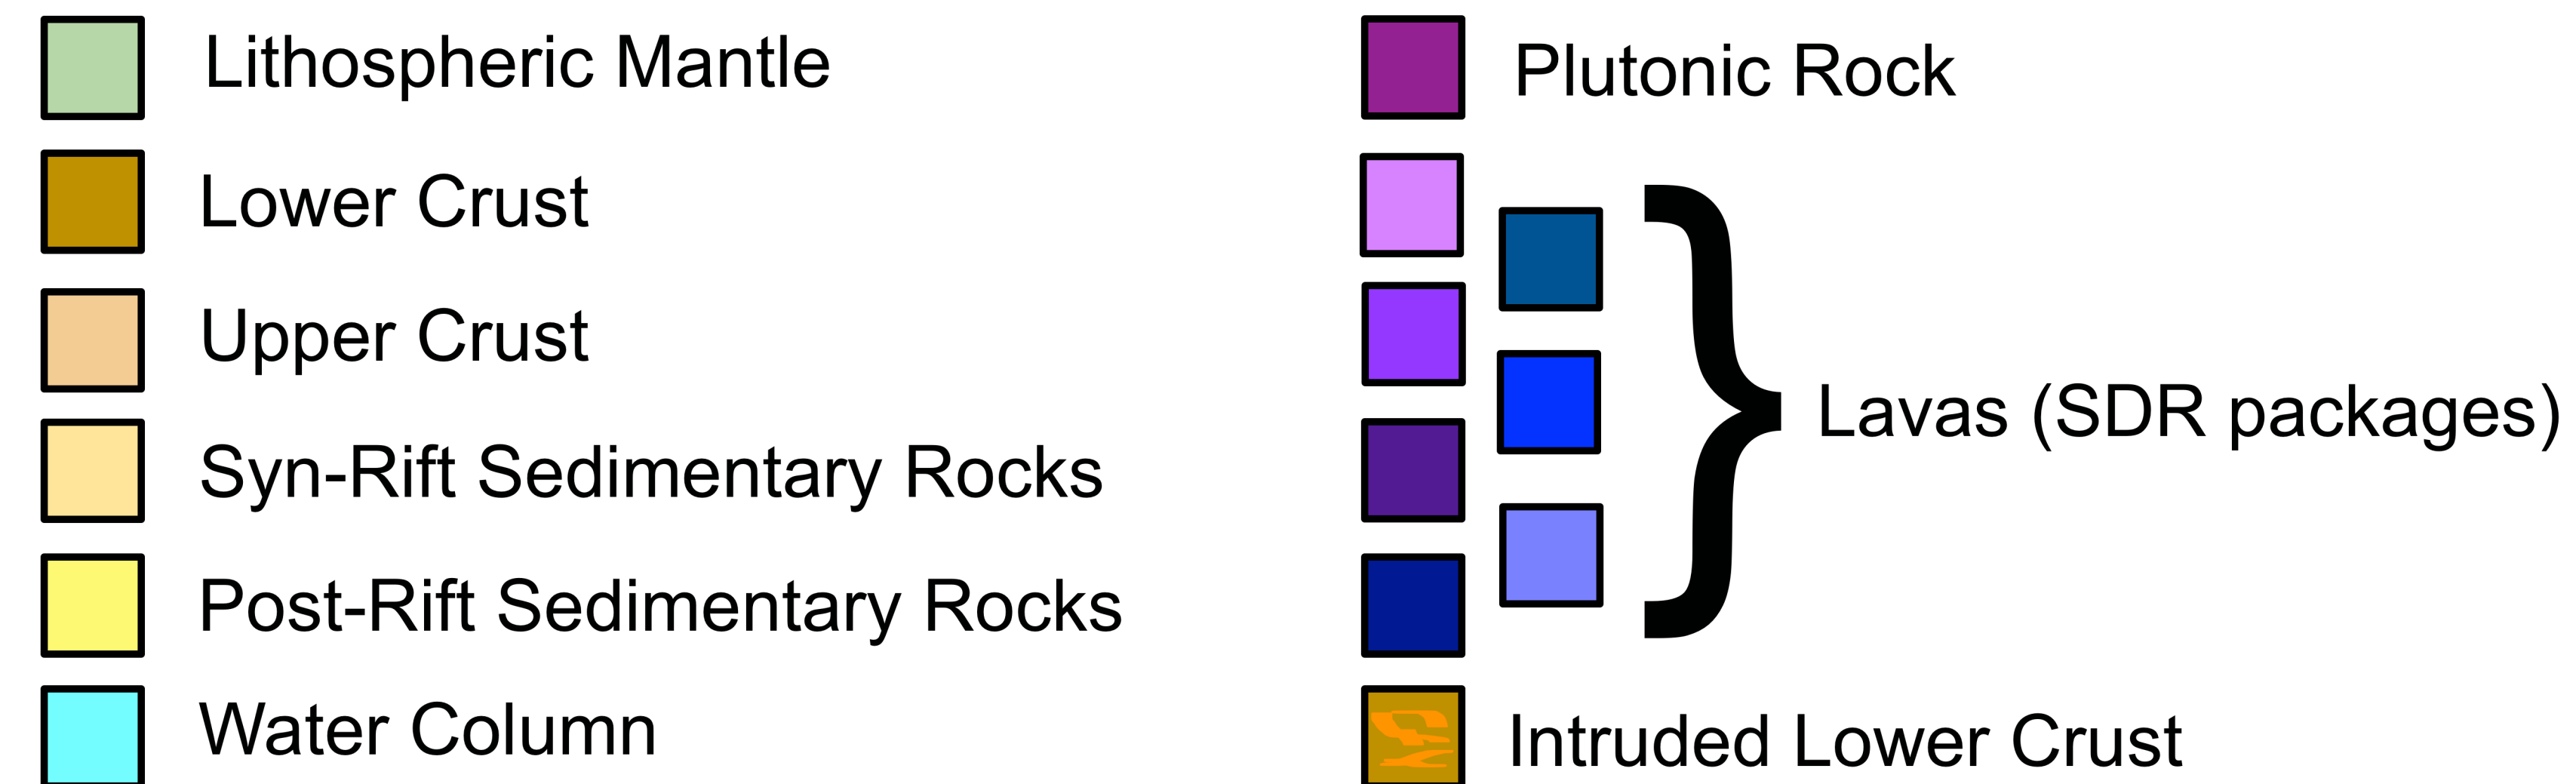 Lithospheric Mantle
Lower Crust
Upper Crust
Syn-Rift Sedimentary Rocks
Post-Rift Sedimentary Rocks
Water Column
Plutonic Rock
Lavas (SDR packages)
Intruded Lower Crust